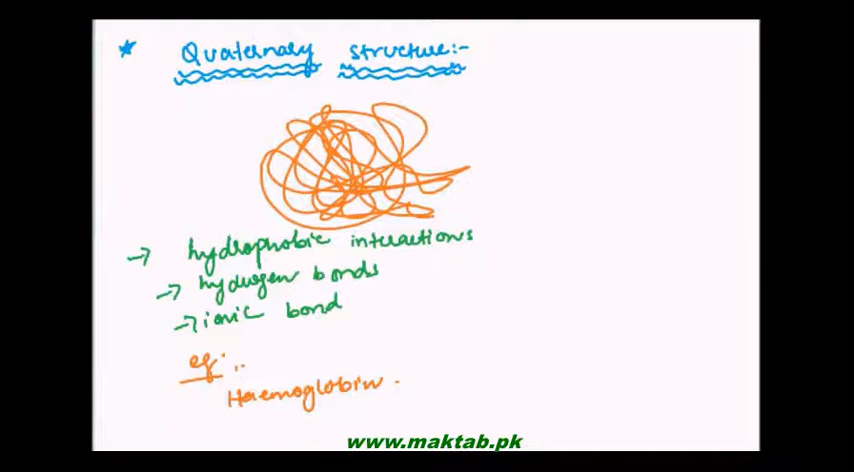 * Quaternary structure:-
→ hydrophobic interactions
→ hydrogen bonds
→ ionic bond
eg:..
Haemoglobin.
www.maktab.pk